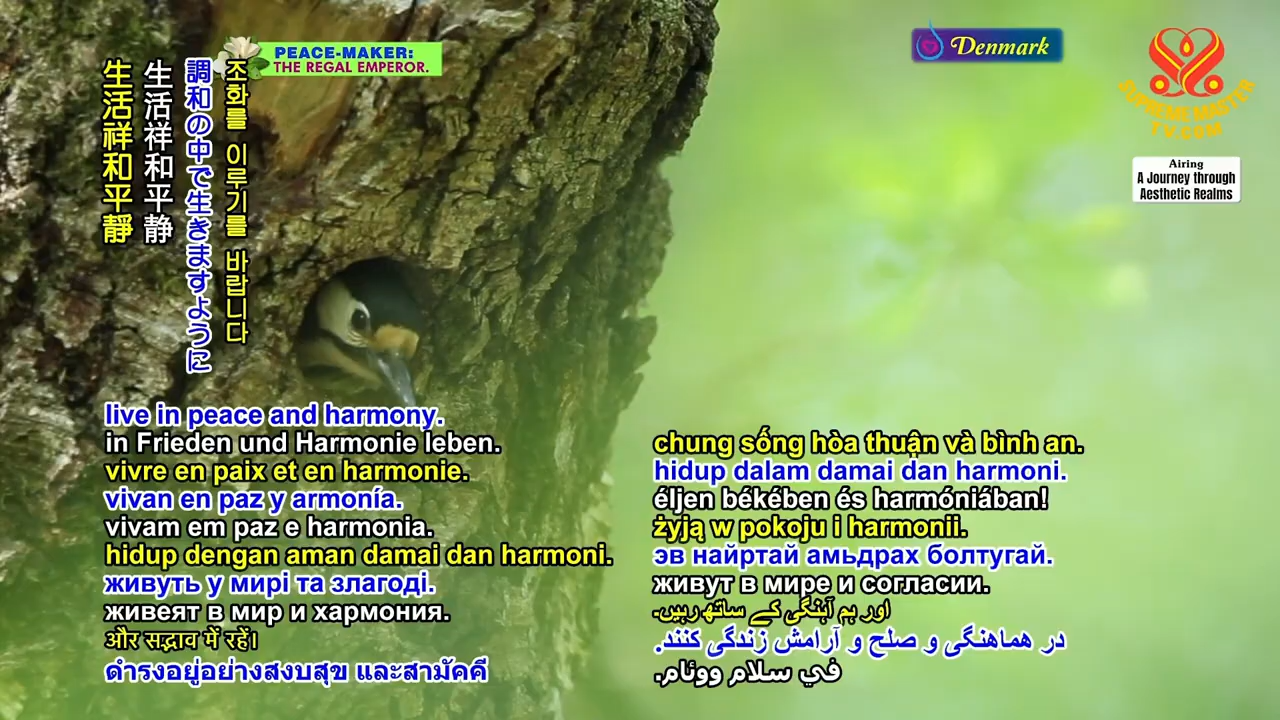 PEACE-MAKER:
THE REGAL EMPEROR.
Denmark
SUPREME MASTER
TV.COM
Airing
A Journey through
Aesthetic Realms
生活祥和平靜
生活祥和平静
調和の中で生きますように
조화를 이루기를 바랍니다
live in peace and harmony.
in Frieden und Harmonie leben.
vivre en paix et en harmonie.
vivan en paz y armonía.
vivam em paz e harmonia.
hidup dengan aman damai dan harmoni.
живуть у мирі та злагоді.
живеят в мир и хармония.
और सद्भाव में रहें।
ดำรงอยู่อย่างสงบสุข และสามัคคี
chung sống hòa thuận và bình an.
hidup dalam damai dan harmoni.
éljen békében és harmóniában!
żyją w pokoju i harmonii.
эв найртай амьдрах болтугай.
живут в мире и согласии.
اور ہم آہنگی کے ساتھ رہیں.
در هماهنگی و صلح و آرامش زندگی کنند.
في سلام ووئام.